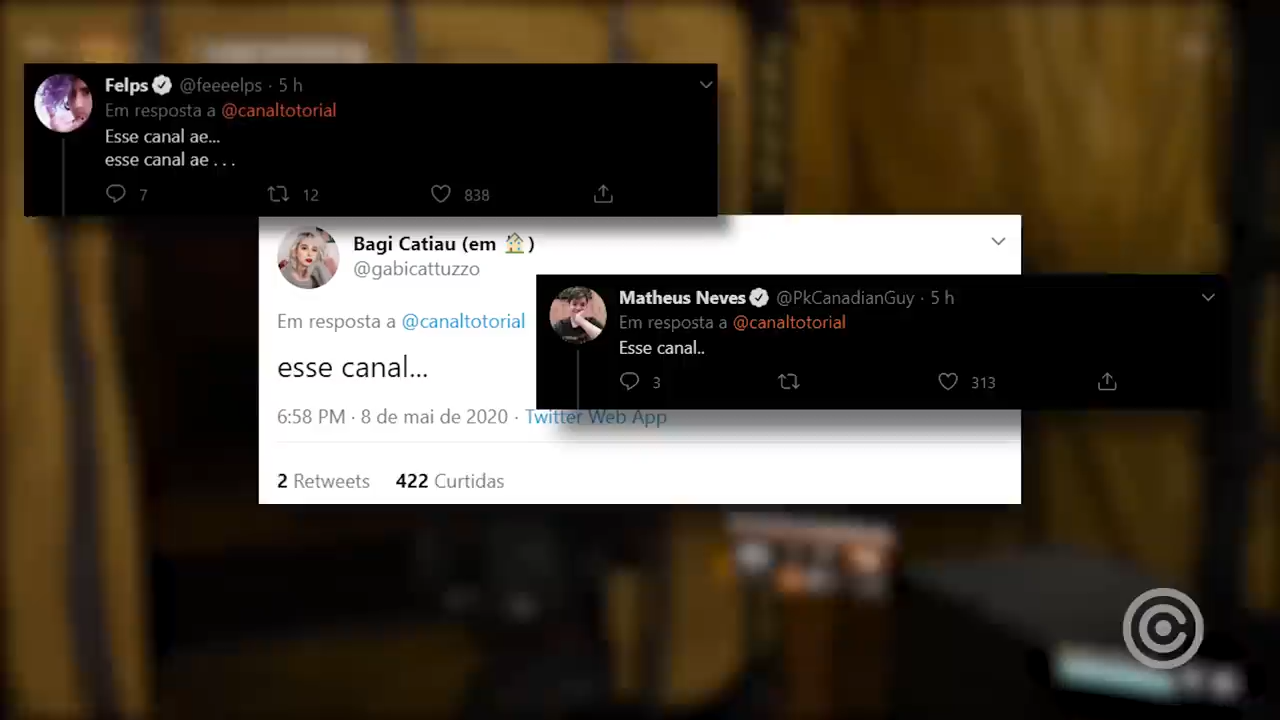 Felps @feeeelps · 5 h
Em resposta a @canaltotorial
Esse canal ae...
esse canal ae . . .
7 12 838
Bagi Catiau (em 🏠)
@gabicattuzzo
Em resposta a @canaltotorial
esse canal...
6:58 PM · 8 de mai de 2020 · Twitter Web App
2 Retweets 422 Curtidas
Matheus Neves @PkCanadianGuy · 5 h
Em resposta a @canaltotorial
Esse canal..
3 313